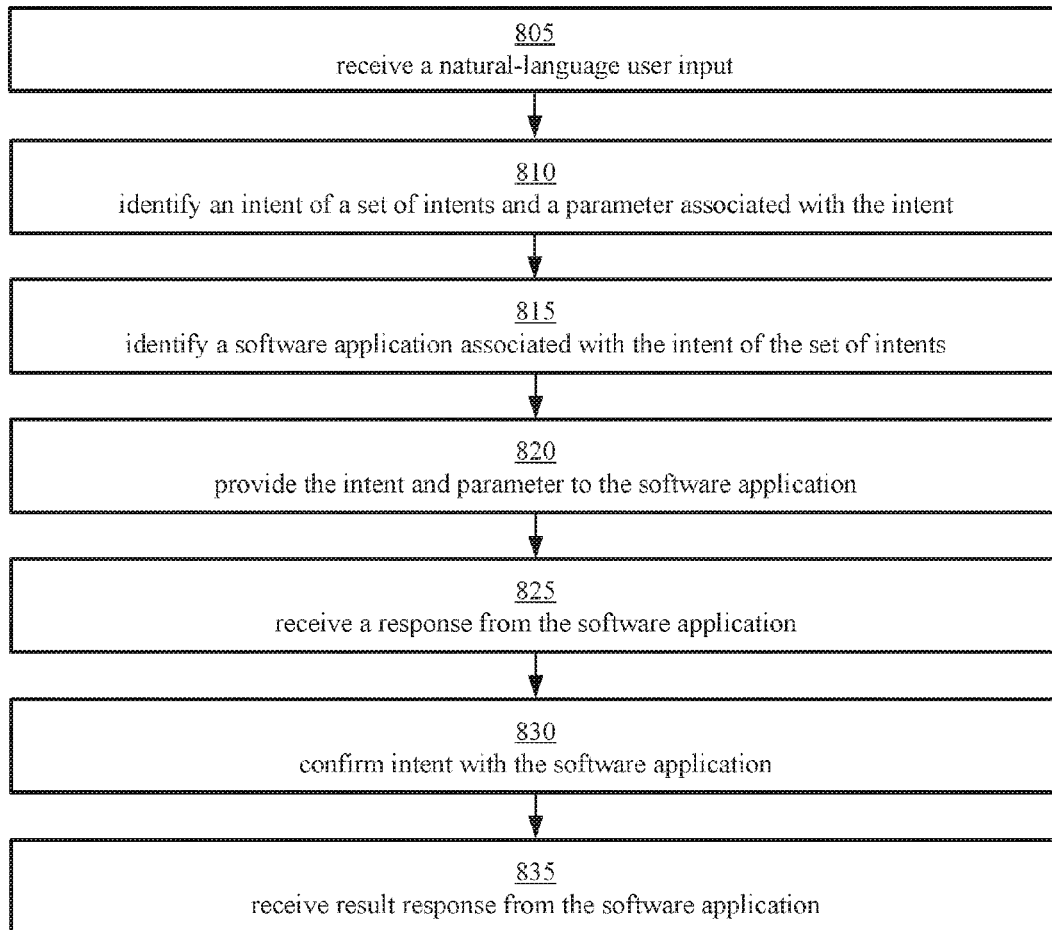 805
receive a natural-language user input
810
identify an intent of a set of intents and a parameter associated with the intent
815
identify a software application associated with the intent of the set of intents
820
provide the intent and parameter to the software application
825
receive a response from the software application
830
confirm intent with the software application
835
receive result response from the software application